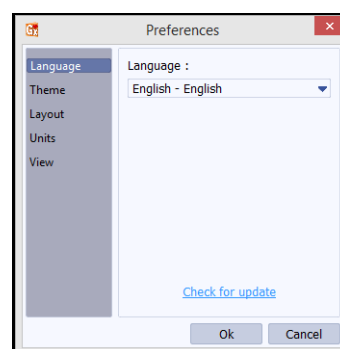 Preferences
Language
Theme
Layout
Units
View
Language :
English - English
Check for update
Ok
Cancel